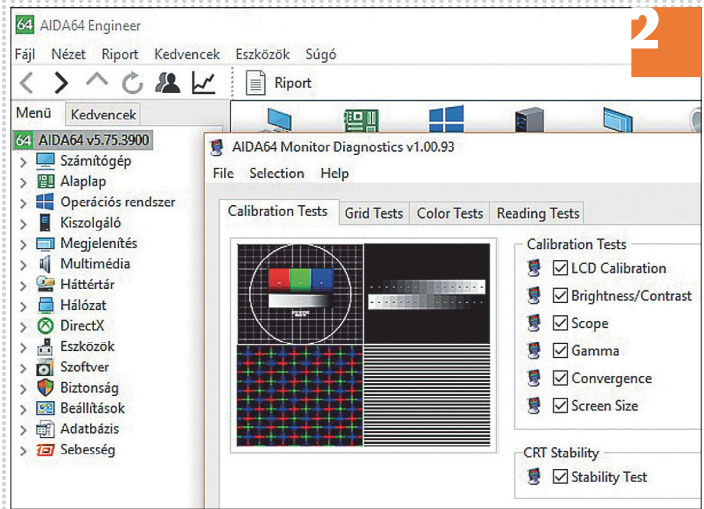 2
64 AIDA64 Engineer
Fájl Nézet Riport Kedvencek Eszközök Súgó
Riport
Menü Kedvencek
64 AIDA64 v5.75.3900
Számítógép
Alaplap
Operációs rendszer
Kiszolgáló
Megjelenítés
Multimédia
Háttértár
Hálózat
DirectX
Eszközök
Szoftver
Biztonság
Beállítások
Adatbázis
Sebesség
AIDA64 Monitor Diagnostics v1.00.93
File Selection Help
Calibration Tests Grid Tests Color Tests Reading Tests
Calibration Tests
LCD Calibration
Brightness/Contrast
Scope
Gamma
Convergence
Screen Size
CRT Stability
Stability Test